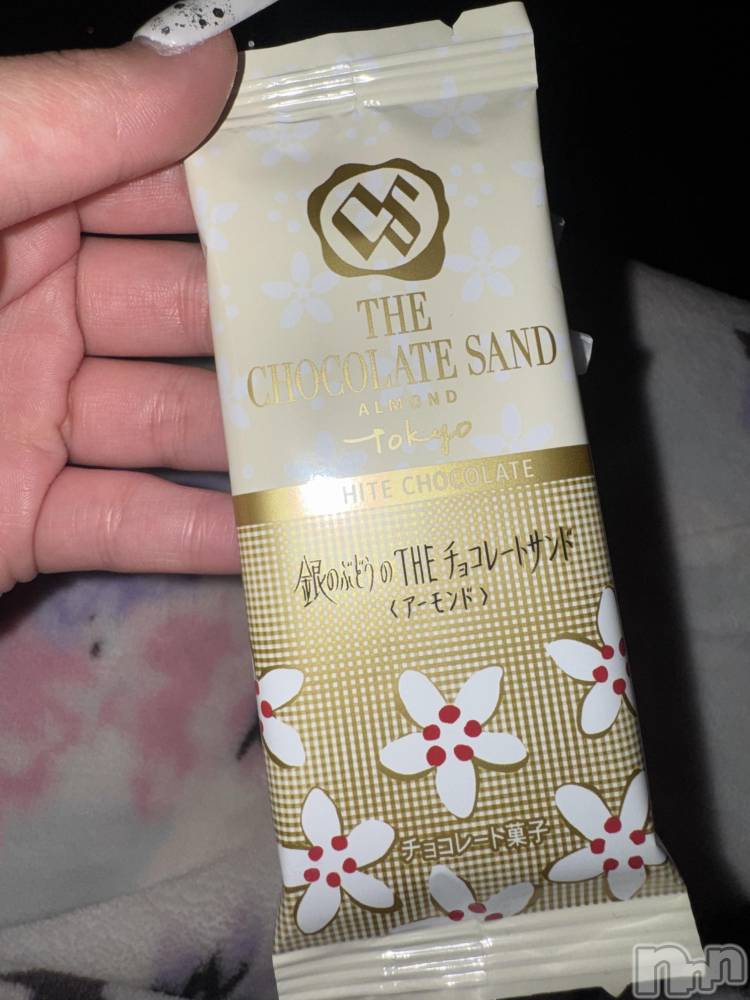 CS
THE
CHOCOLATE SAND
ALMOND
Tokyo
HITE CHOCOLATE
銀のぶどうのTHEチョコレートサンド
〈アーモンド〉
チョコレート菓子
nnn